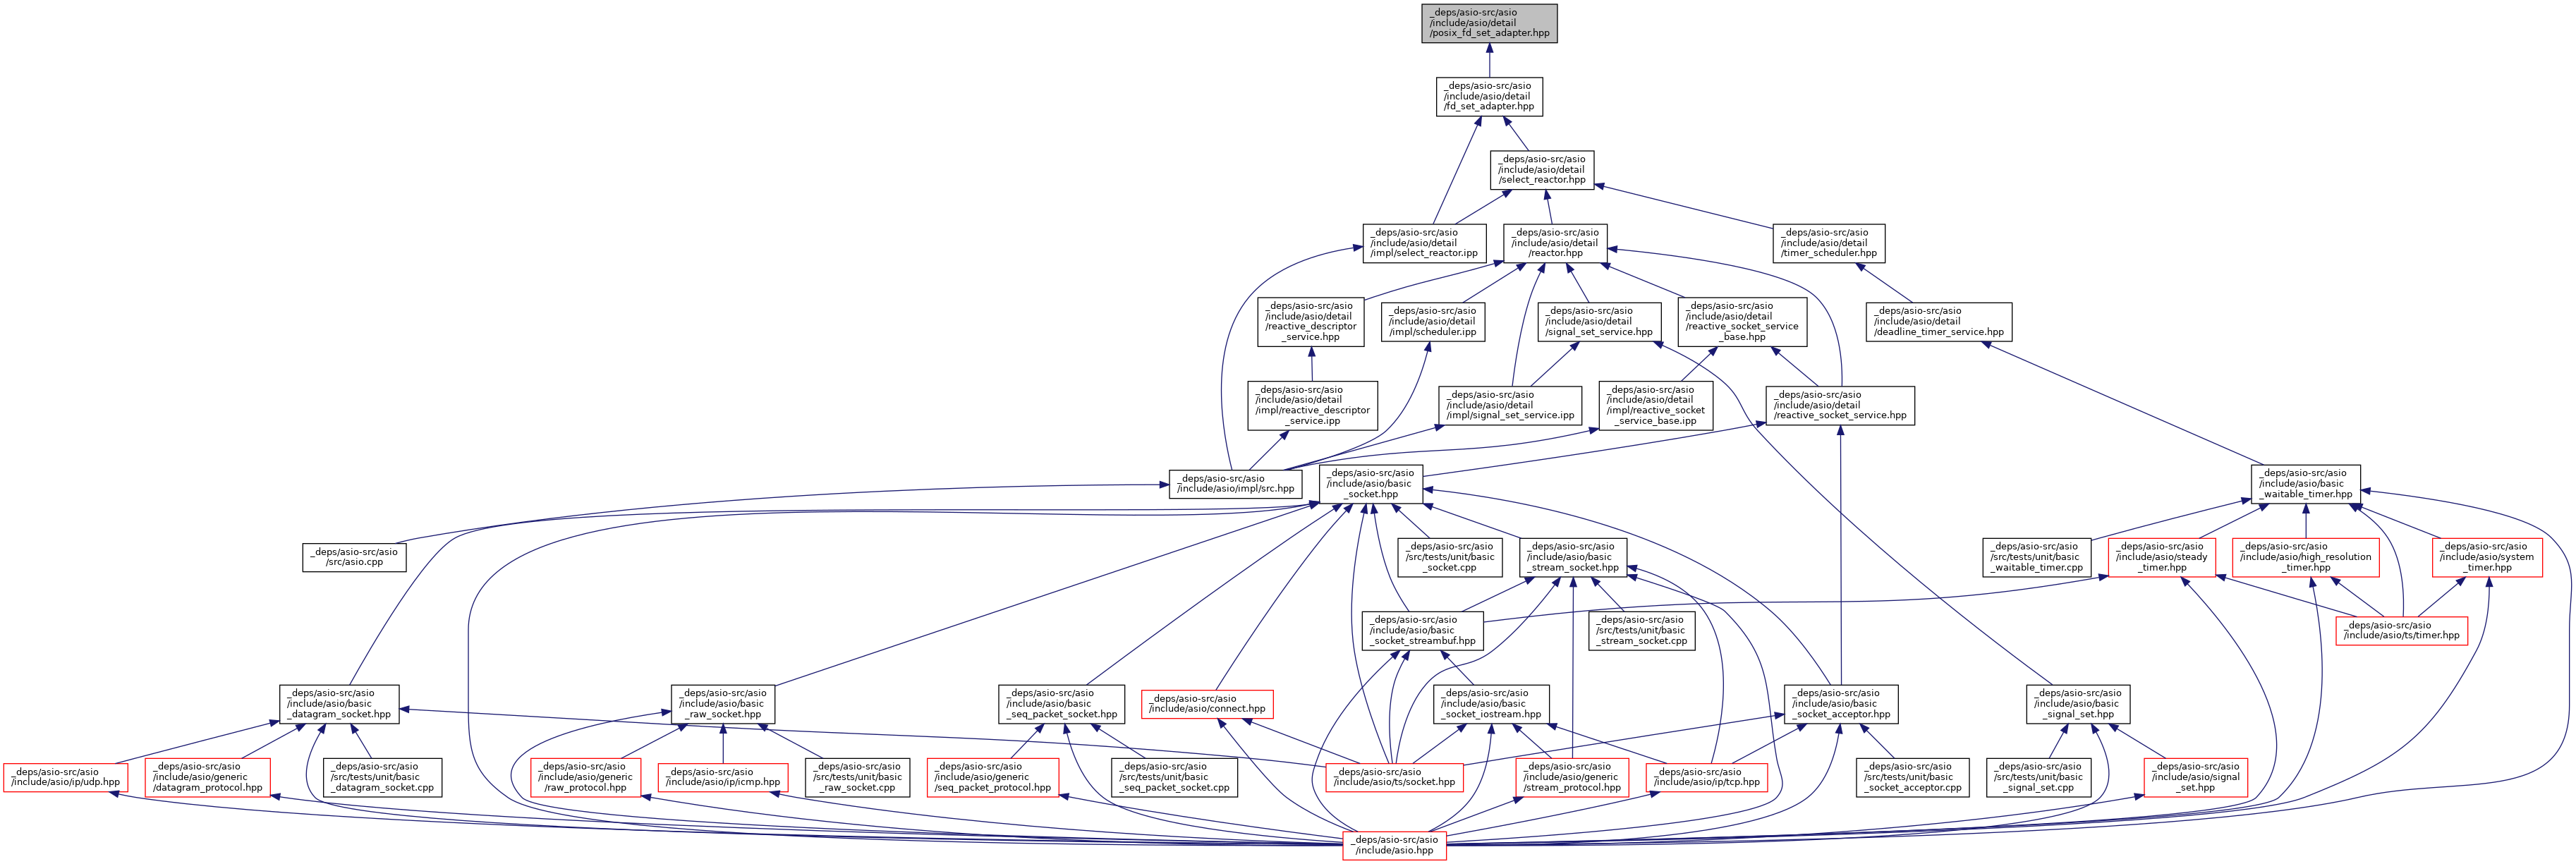 _deps/asio-src/asio
/include/asio/detail
/posix_fd_set_adapter.hpp
_deps/asio-src/asio
/include/asio/detail
/fd_set_adapter.hpp
_deps/asio-src/asio
/include/asio/detail
/select_reactor.hpp
_deps/asio-src/asio
/include/asio/detail
/impl/select_reactor.ipp
_deps/asio-src/asio
/include/asio/detail
/reactor.hpp
_deps/asio-src/asio
/include/asio/detail
/timer_scheduler.hpp
_deps/asio-src/asio
/include/asio/detail
/reactive_descriptor
_service.hpp
_deps/asio-src/asio
/include/asio/detail
/impl/scheduler.ipp
_deps/asio-src/asio
/include/asio/detail
/signal_set_service.hpp
_deps/asio-src/asio
/include/asio/detail
/reactive_socket_service
_base.hpp
_deps/asio-src/asio
/include/asio/detail
/deadline_timer_service.hpp
_deps/asio-src/asio
/include/asio/detail
/impl/reactive_descriptor
_service.ipp
_deps/asio-src/asio
/include/asio/detail
/impl/signal_set_service.ipp
_deps/asio-src/asio
/include/asio/detail
/impl/reactive_socket
_service_base.ipp
_deps/asio-src/asio
/include/asio/detail
/reactive_socket_service.hpp
_deps/asio-src/asio
/include/asio/impl/src.hpp
_deps/asio-src/asio
/include/asio/basic
_socket.hpp
_deps/asio-src/asio
/include/asio/basic
_waitable_timer.hpp
_deps/asio-src/asio
/src/asio.cpp
_deps/asio-src/asio
/src/tests/unit/basic
_socket.cpp
_deps/asio-src/asio
/include/asio/basic
_stream_socket.hpp
_deps/asio-src/asio
/src/tests/unit/basic
_waitable_timer.cpp
_deps/asio-src/asio
/include/asio/steady
_timer.hpp
_deps/asio-src/asio
/include/asio/high_resolution
_timer.hpp
_deps/asio-src/asio
/include/asio/system
_timer.hpp
_deps/asio-src/asio
/include/asio/basic
_socket_streambuf.hpp
_deps/asio-src/asio
/src/tests/unit/basic
_stream_socket.cpp
_deps/asio-src/asio
/include/asio/ts/timer.hpp
_deps/asio-src/asio
/include/asio/basic
_datagram_socket.hpp
_deps/asio-src/asio
/include/asio/basic
_raw_socket.hpp
_deps/asio-src/asio
/include/asio/basic
_seq_packet_socket.hpp
_deps/asio-src/asio
/include/asio/connect.hpp
_deps/asio-src/asio
/include/asio/basic
_socket_iostream.hpp
_deps/asio-src/asio
/include/asio/basic
_socket_acceptor.hpp
_deps/asio-src/asio
/include/asio/basic
_signal_set.hpp
_deps/asio-src/asio
/include/asio/ip/udp.hpp
_deps/asio-src/asio
/include/asio/generic
/datagram_protocol.hpp
_deps/asio-src/asio
/src/tests/unit/basic
_datagram_socket.cpp
_deps/asio-src/asio
/include/asio/generic
/raw_protocol.hpp
_deps/asio-src/asio
/include/asio/ip/icmp.hpp
_deps/asio-src/asio
/src/tests/unit/basic
_raw_socket.cpp
_deps/asio-src/asio
/include/asio/generic
/seq_packet_protocol.hpp
_deps/asio-src/asio
/src/tests/unit/basic
_seq_packet_socket.cpp
_deps/asio-src/asio
/include/asio/ts/socket.hpp
_deps/asio-src/asio
/include/asio/generic
/stream_protocol.hpp
_deps/asio-src/asio
/include/asio/ip/tcp.hpp
_deps/asio-src/asio
/src/tests/unit/basic
_socket_acceptor.cpp
_deps/asio-src/asio
/src/tests/unit/basic
_signal_set.cpp
_deps/asio-src/asio
/include/asio/signal
_set.hpp
_deps/asio-src/asio
/include/asio.hpp